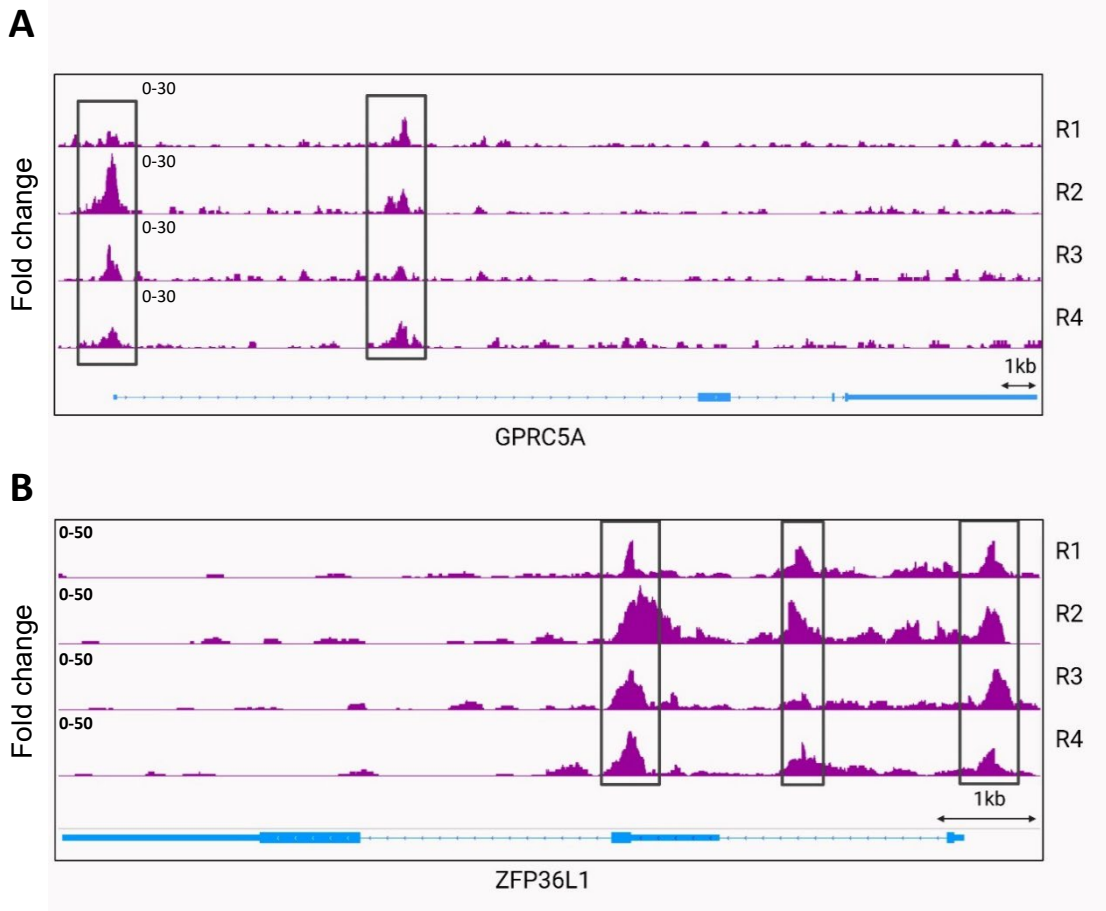 A
Fold change
0-30
R1
0-30
R2
0-30
R3
0-30
R4
1kb
GPRC5A
B
Fold change
0-50
R1
0-50
R2
0-50
R3
0-50
R4
1kb
ZFP36L1